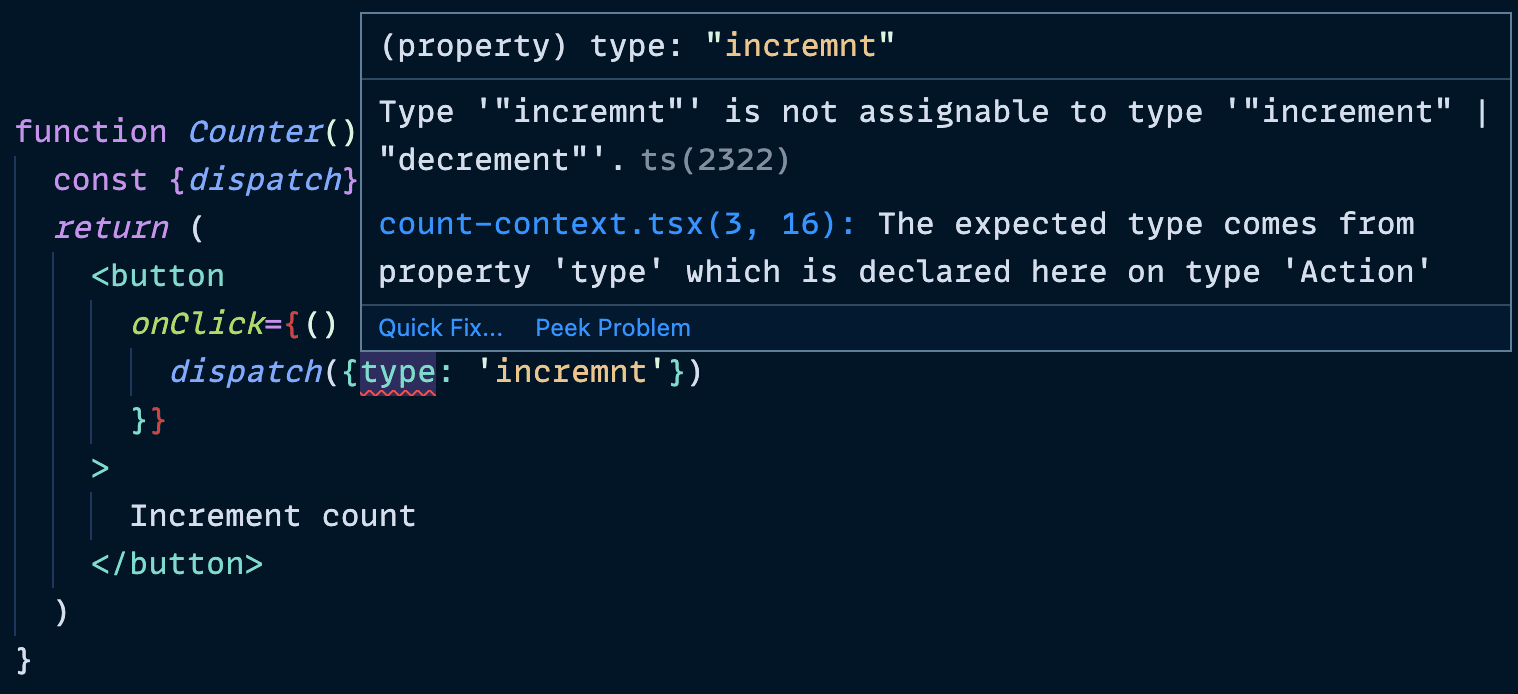 (property) type: "incremnt"
Type '"incremnt"' is not assignable to type '"increment" |
"decrement"'. ts(2322)
count-context.tsx(3, 16): The expected type comes from
property 'type' which is declared here on type 'Action'
Quick Fix... Peek Problem
function Counter()
const {dispatch}
return (
<button
onClick={()
dispatch({type: 'incremnt'})
}}
>
Increment count
</button>
)
}